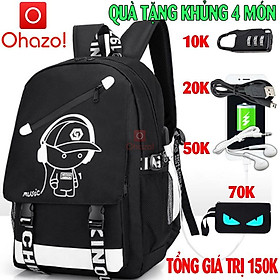 Ohazo!
QUÀ TẶNG KHỦNG 4 MÓN
10K
20K
50K
70K
music
TỔNG GIÁ TRỊ 150K